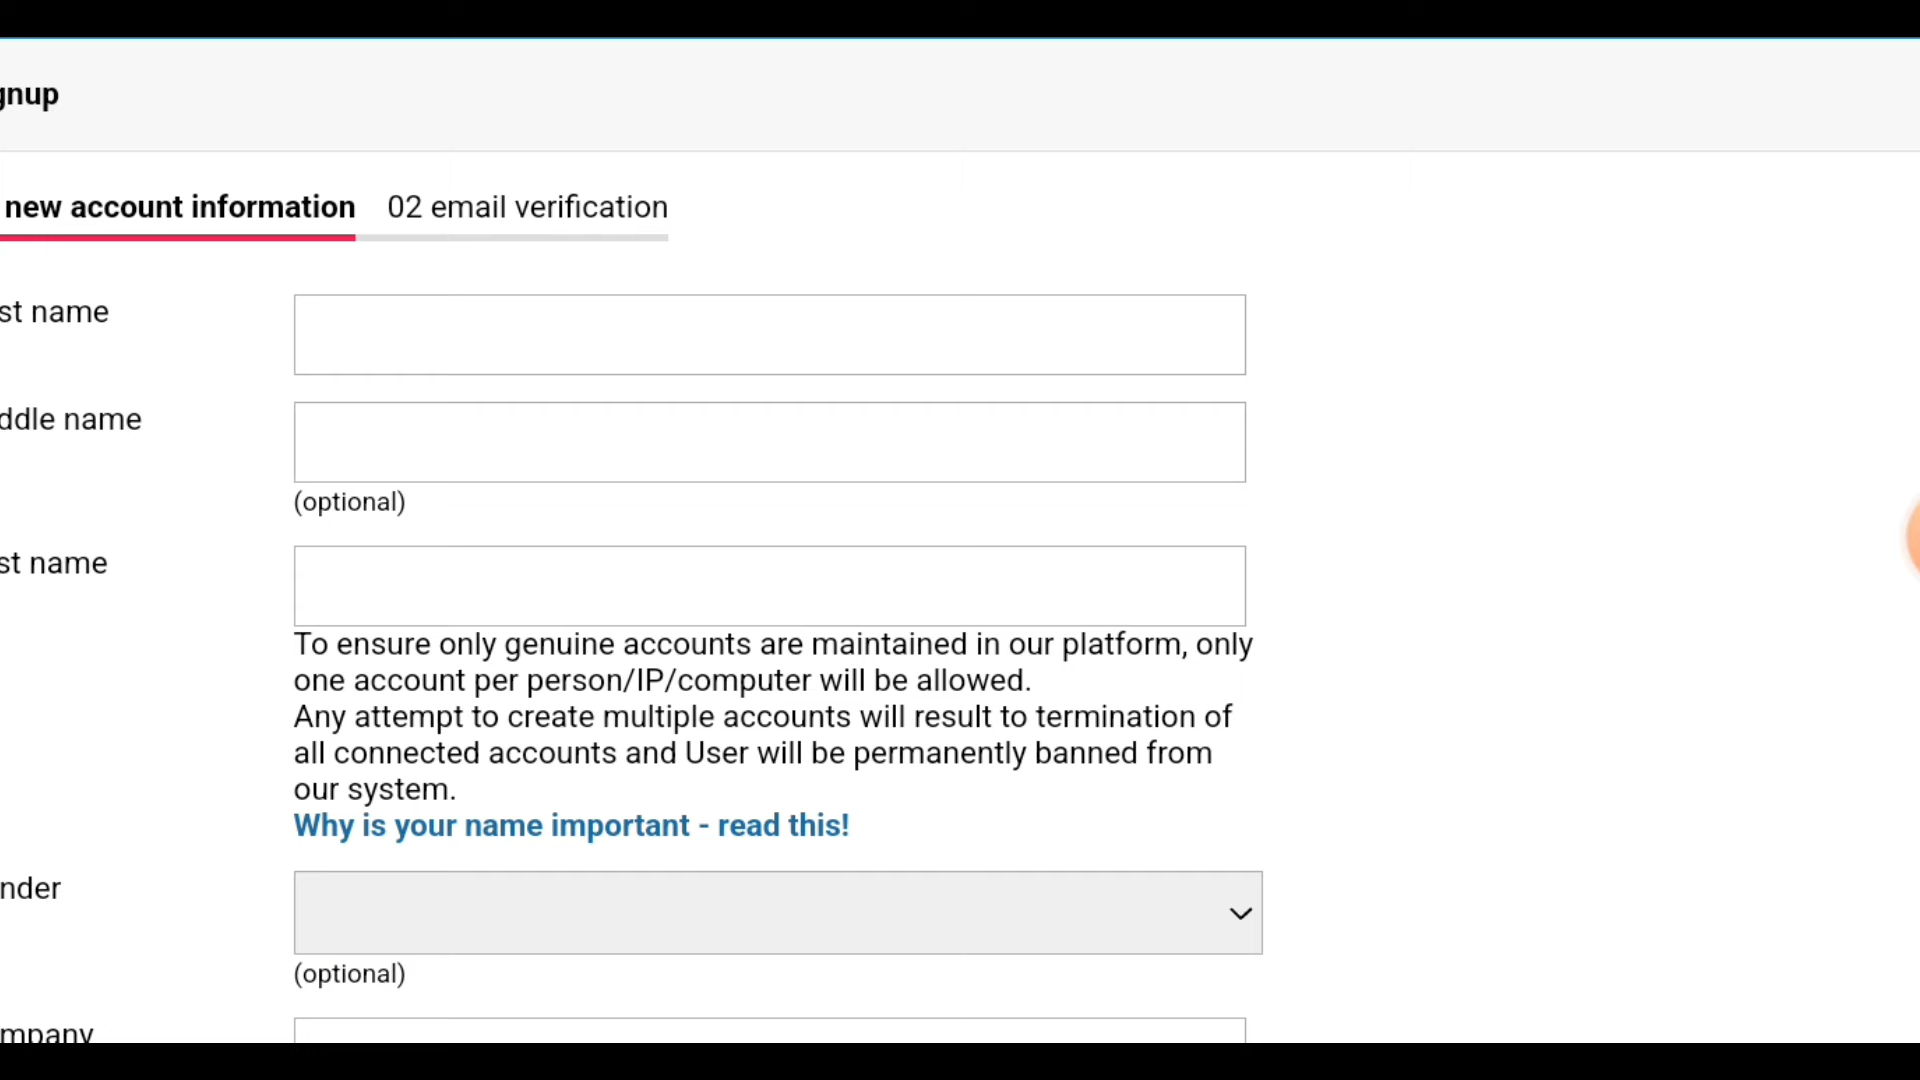 gnup
new account information 02 email verification
st name
ddle name
(optional)
st name
To ensure only genuine accounts are maintained in our platform, only
one account per person/IP/computer will be allowed.
Any attempt to create multiple accounts will result to termination of
all connected accounts and User will be permanently banned from
our system.
Why is your name important - read this!
nder
(optional)
mpany